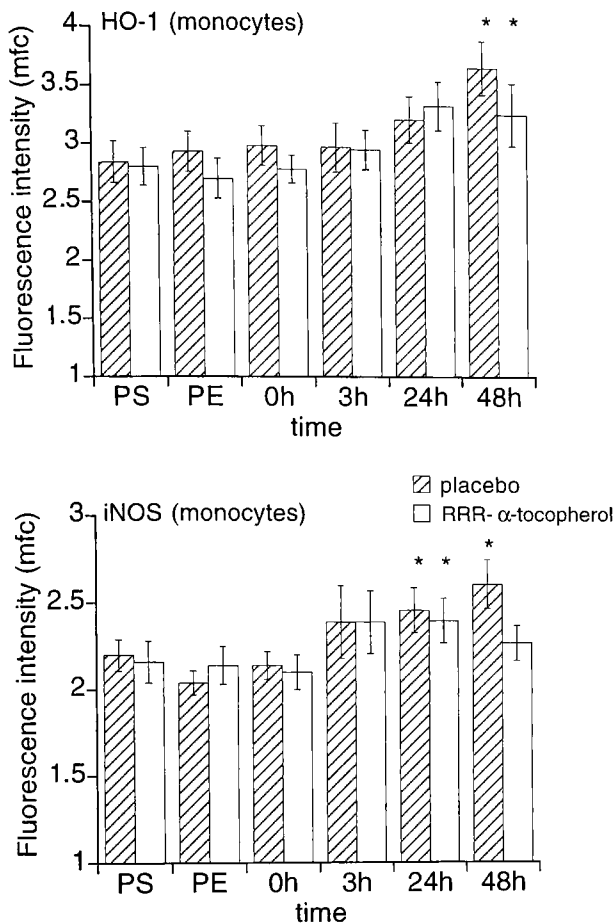 HO-1 (monocytes)
Fluorescence intensity (mfc)
4
3.5
3
2.5
2
1.5
1
* *
PS PE 0h 3h 24h 48h
time
placebo
RRR- α-tocopherol
iNOS (monocytes)
Fluorescence intensity (mfc)
3
2.5
2
1.5
1
* * *
PS PE 0h 3h 24h 48h
time